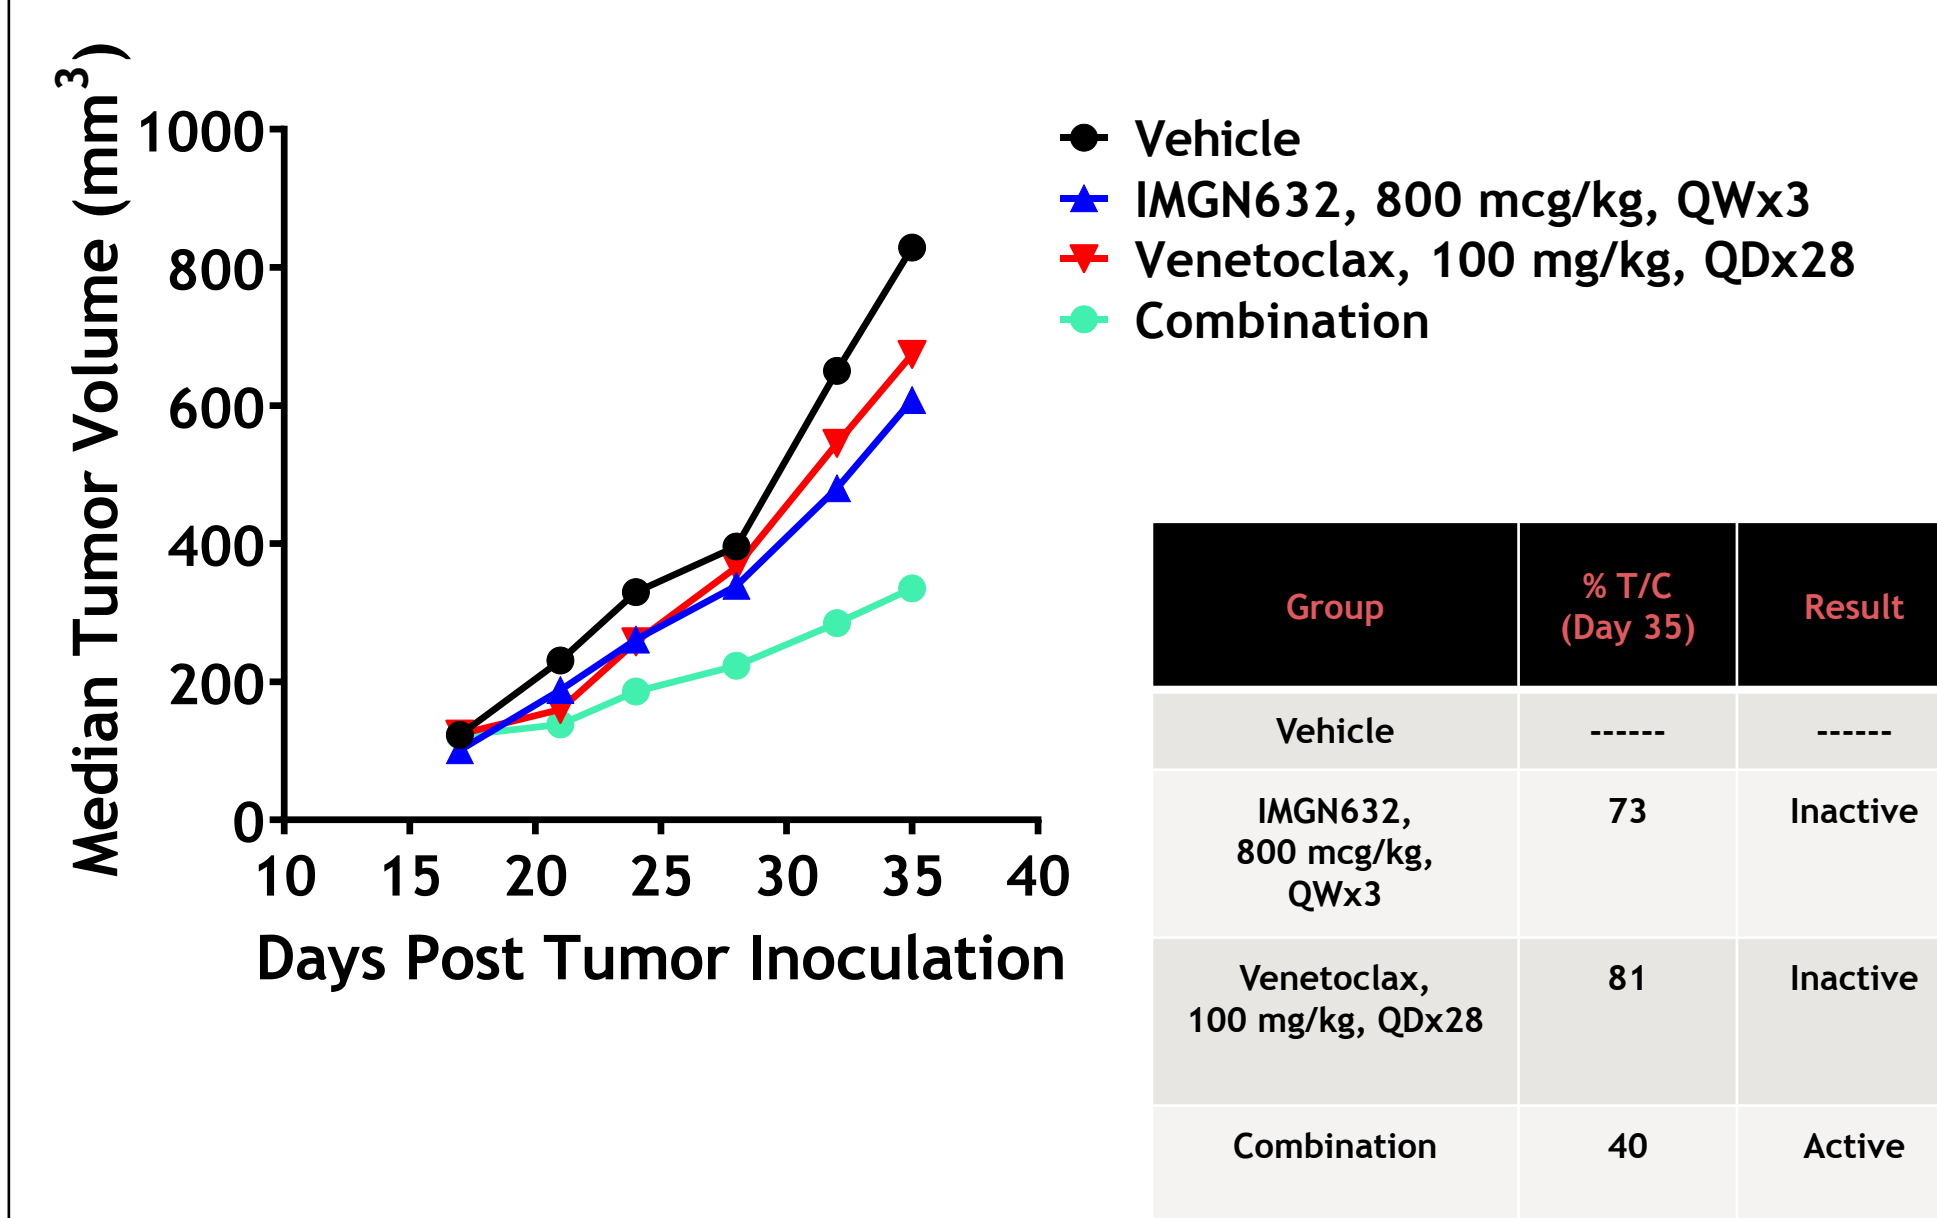 Median Tumor Volume (mm³)
1000
800
600
400
200
0
10 15 20 25 30 35 40
Days Post Tumor Inoculation
Vehicle
IMGN632, 800 mcg/kg, QWx3
Venetoclax, 100 mg/kg, QDx28
Combination
Group % T/C (Day 35) Result
Vehicle ------ ------
IMGN632, 73 Inactive
800 mcg/kg,
QWx3
Venetoclax, 81 Inactive
100 mg/kg, QDx28
Combination 40 Active